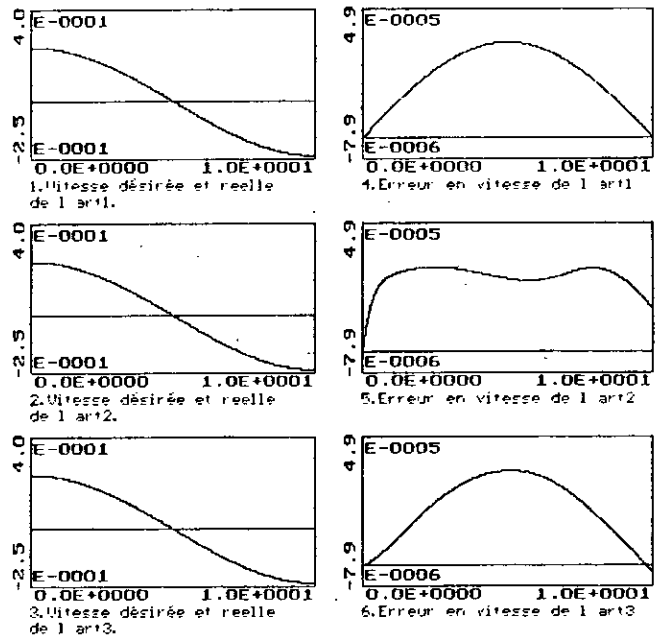 4.0
E-0001
-2.5
E-0001
0.0E+0000 1.0E+0001
1.Vitesse désirée et reelle
de l art1.
4.9
E-0005
-7.9
E-0006
0.0E+0000 1.0E+0001
4.Erreur en vitesse de l art1
4.0
E-0001
-2.5
E-0001
0.0E+0000 1.0E+0001
2.Vitesse désirée et reelle
de l art2.
4.9
E-0005
-7.9
E-0006
0.0E+0000 1.0E+0001
5.Erreur en vitesse de l art2
4.0
E-0001
-2.5
E-0001
0.0E+0000 1.0E+0001
3.Vitesse désirée et reelle
de l art3.
4.9
E-0005
-7.9
E-0006
0.0E+0000 1.0E+0001
6.Erreur en vitesse de l art3